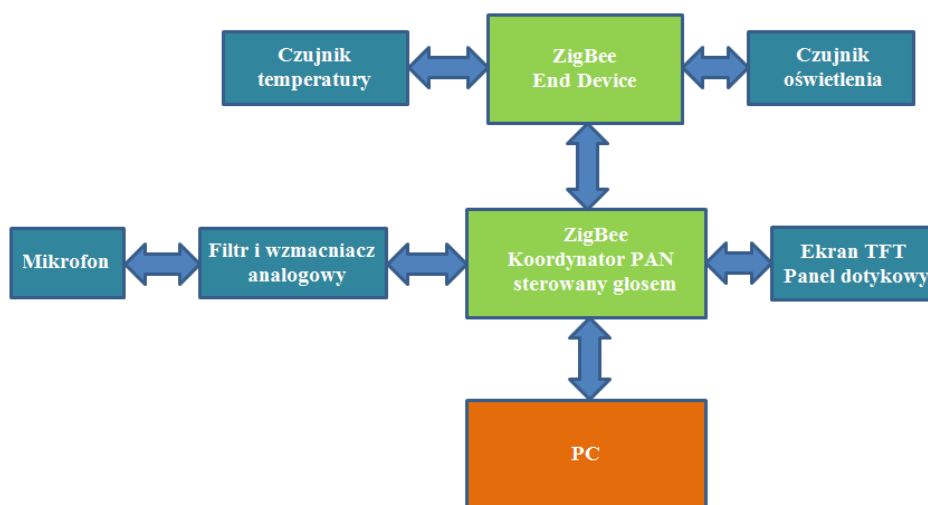 Czujnik
temperatury
ZigBee
End Device
Czujnik
oświetlenia
Mikrofon
Filtr i wzmacniacz
analogowy
ZigBee
Koordynator PAN
sterowany głosem
Ekran TFT
Panel dotykowy
PC